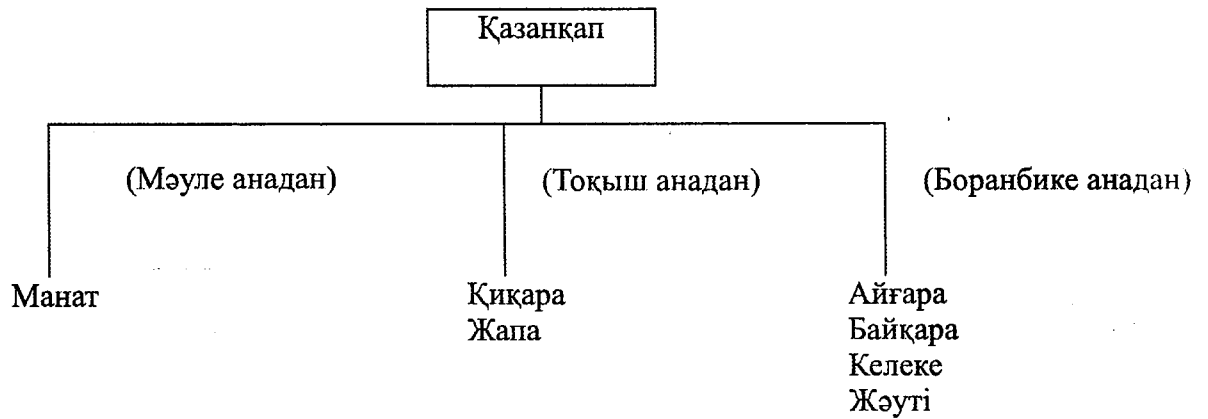 Қазанқап
(Мәуле анадан)
(Тоқыш анадан)
(Боранбике анадан)
Манат
Қиқара
Жапа
Айғара
Байқара
Келеке
Жәуті